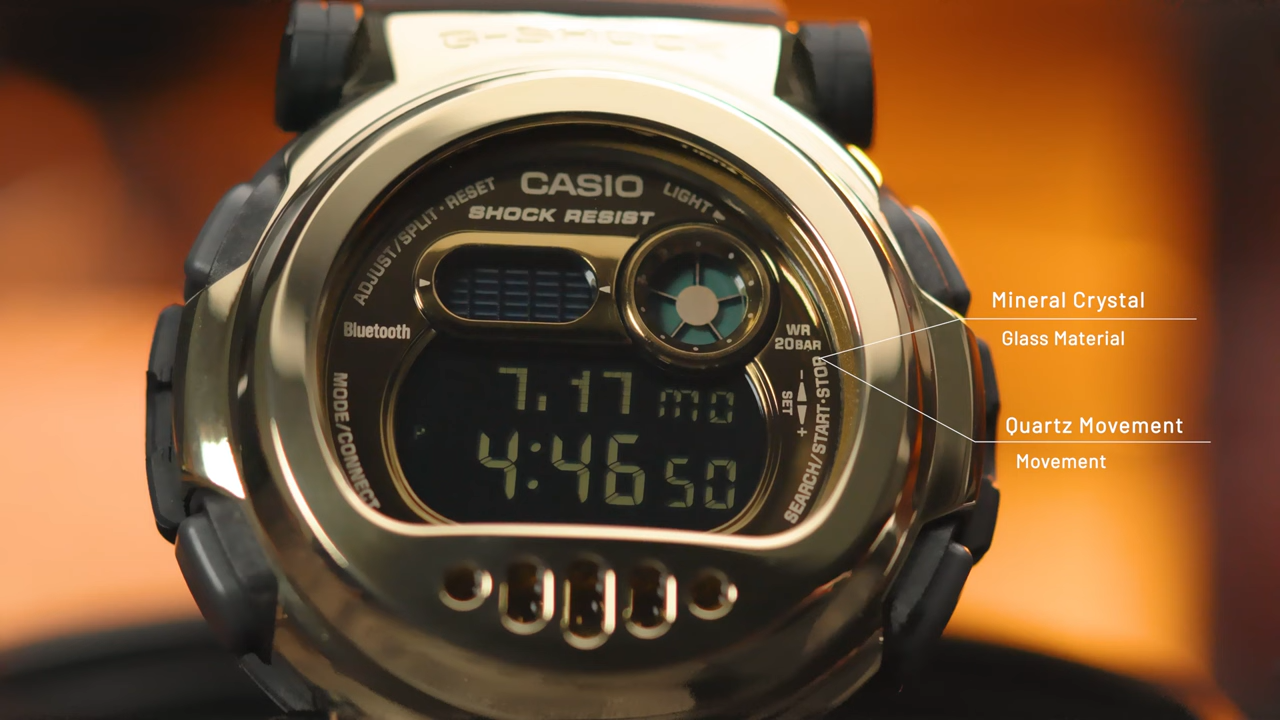 G-SHOCK
CASIO
SHOCK RESIST
ADJUST/SPLIT·RESET
LIGHT
Bluetooth
WR
20BAR
MODE/CONNECT
SET
- +
SEARCH/START·STOP
7.17 mo
4:46 50
Mineral Crystal
Glass Material
Quartz Movement
Movement